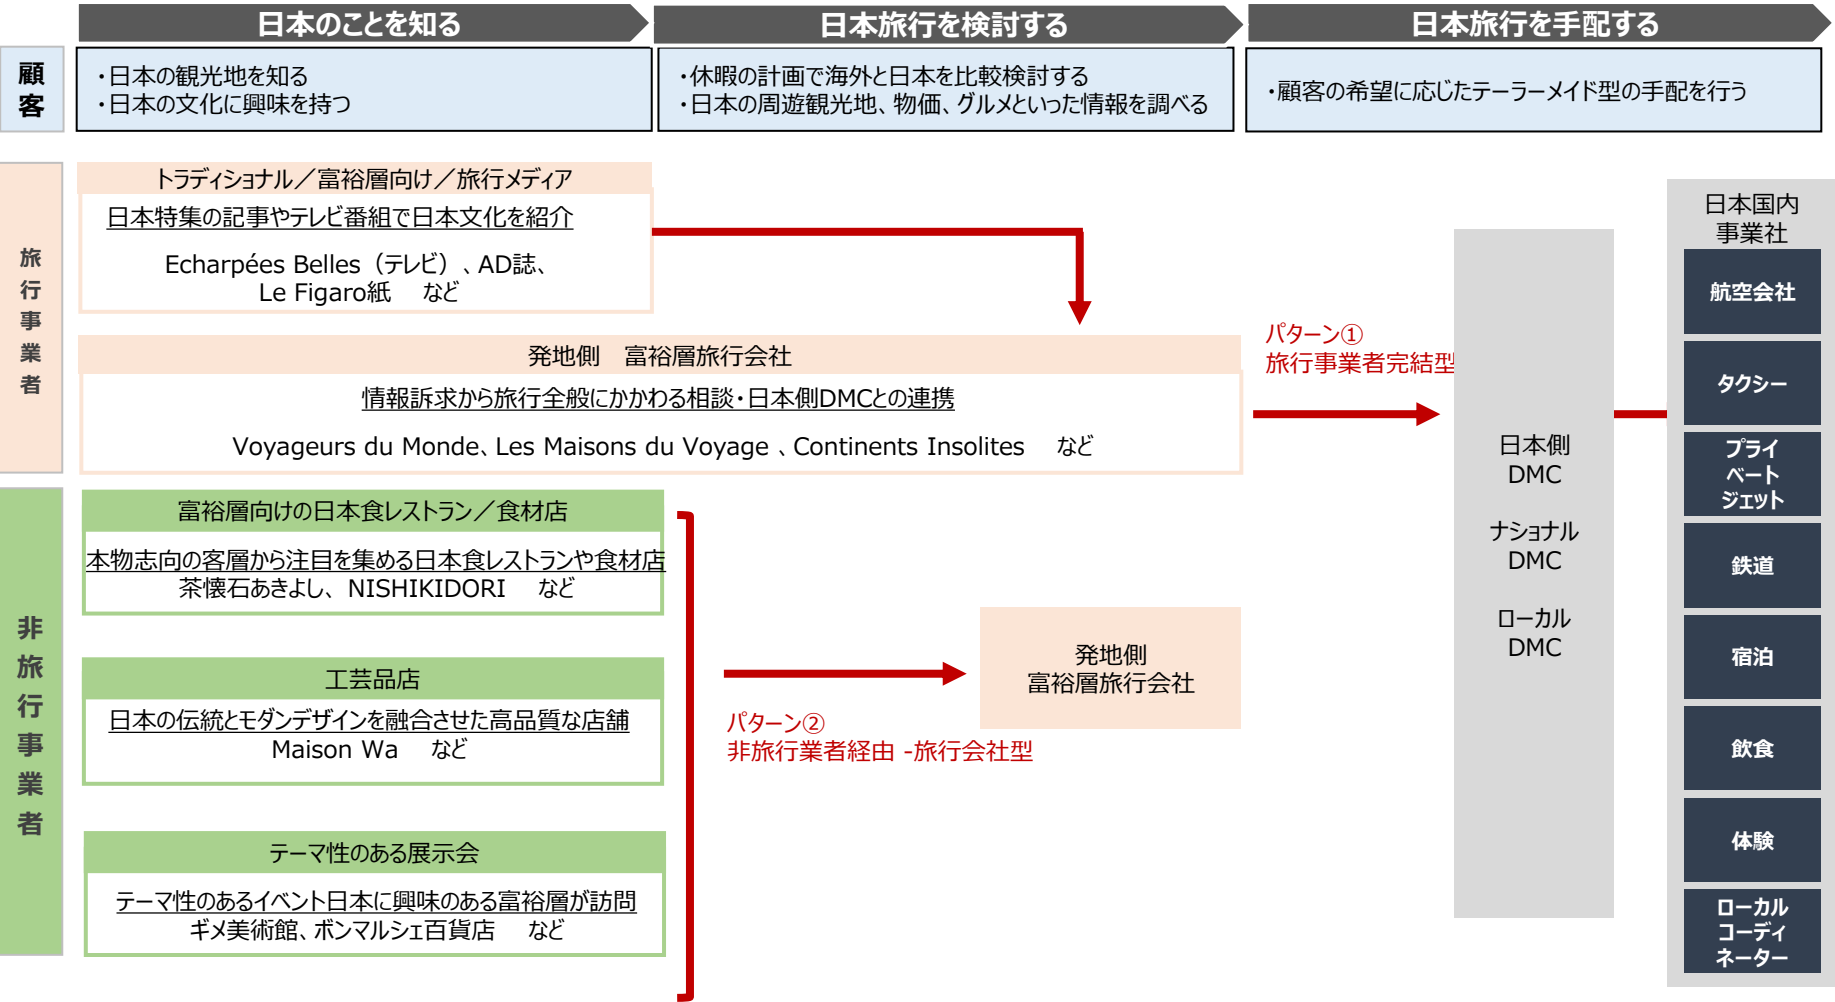 日本のことを知る
日本旅行を検討する
日本旅行を手配する
顧
客
・日本の観光地を知る
・日本の文化に興味を持つ
・休暇の計画で海外と日本を比較検討する
・日本の周遊観光地、物価、グルメといった情報を調べる
・顧客の希望に応じたテーラーメイド型の手配を行う
旅
行
事
業
者
トラディショナル／富裕層向け／旅行メディア
日本特集の記事やテレビ番組で日本文化を紹介
Echarpées Belles（テレビ）、AD誌、
Le Figaro紙　など
発地側　富裕層旅行会社
情報訴求から旅行全般にかかわる相談・日本側DMCとの連携
Voyageurs du Monde、Les Maisons du Voyage 、Continents Insolites　など
パターン①
旅行事業者完結型
非
旅
行
事
業
者
富裕層向けの日本食レストラン／食材店
本物志向の客層から注目を集める日本食レストランや食材店
茶懐石あきよし、NISHIKIDORI　など
工芸品店
日本の伝統とモダンデザインを融合させた高品質な店舗
Maison Wa　など
テーマ性のある展示会
テーマ性のあるイベント日本に興味のある富裕層が訪問
ギメ美術館、ボンマルシェ百貨店　など
パターン②
非旅行業者経由 -旅行会社型
発地側
富裕層旅行会社
日本側
DMC
ナショナル
DMC
ローカル
DMC
日本国内
事業社
航空会社
タクシー
プライ
ベート
ジェット
鉄道
宿泊
飲食
体験
ローカル
コーディ
ネーター